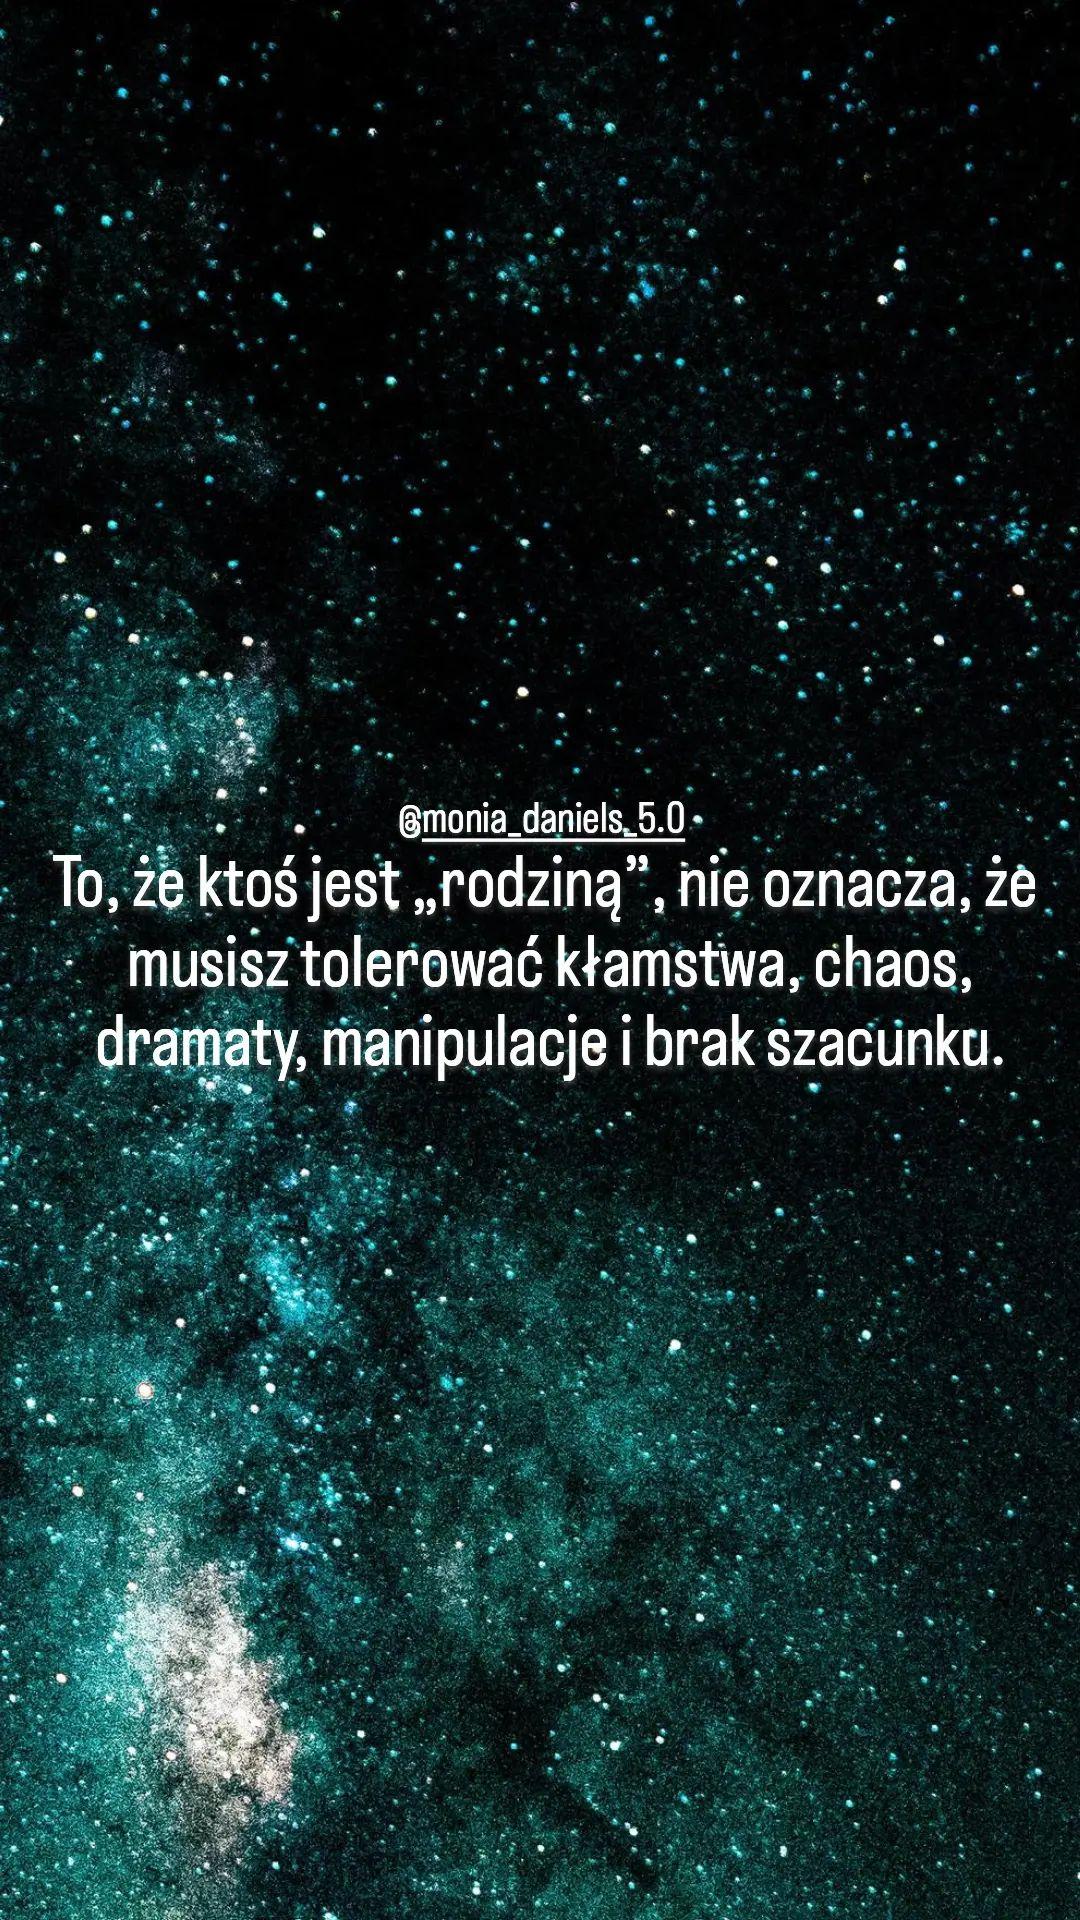 @monia_daniels_5.0
To, że ktoś jest „rodziną”, nie oznacza, że
musisz tolerować kłamstwa, chaos,
dramaty, manipulacje i brak szacunku.